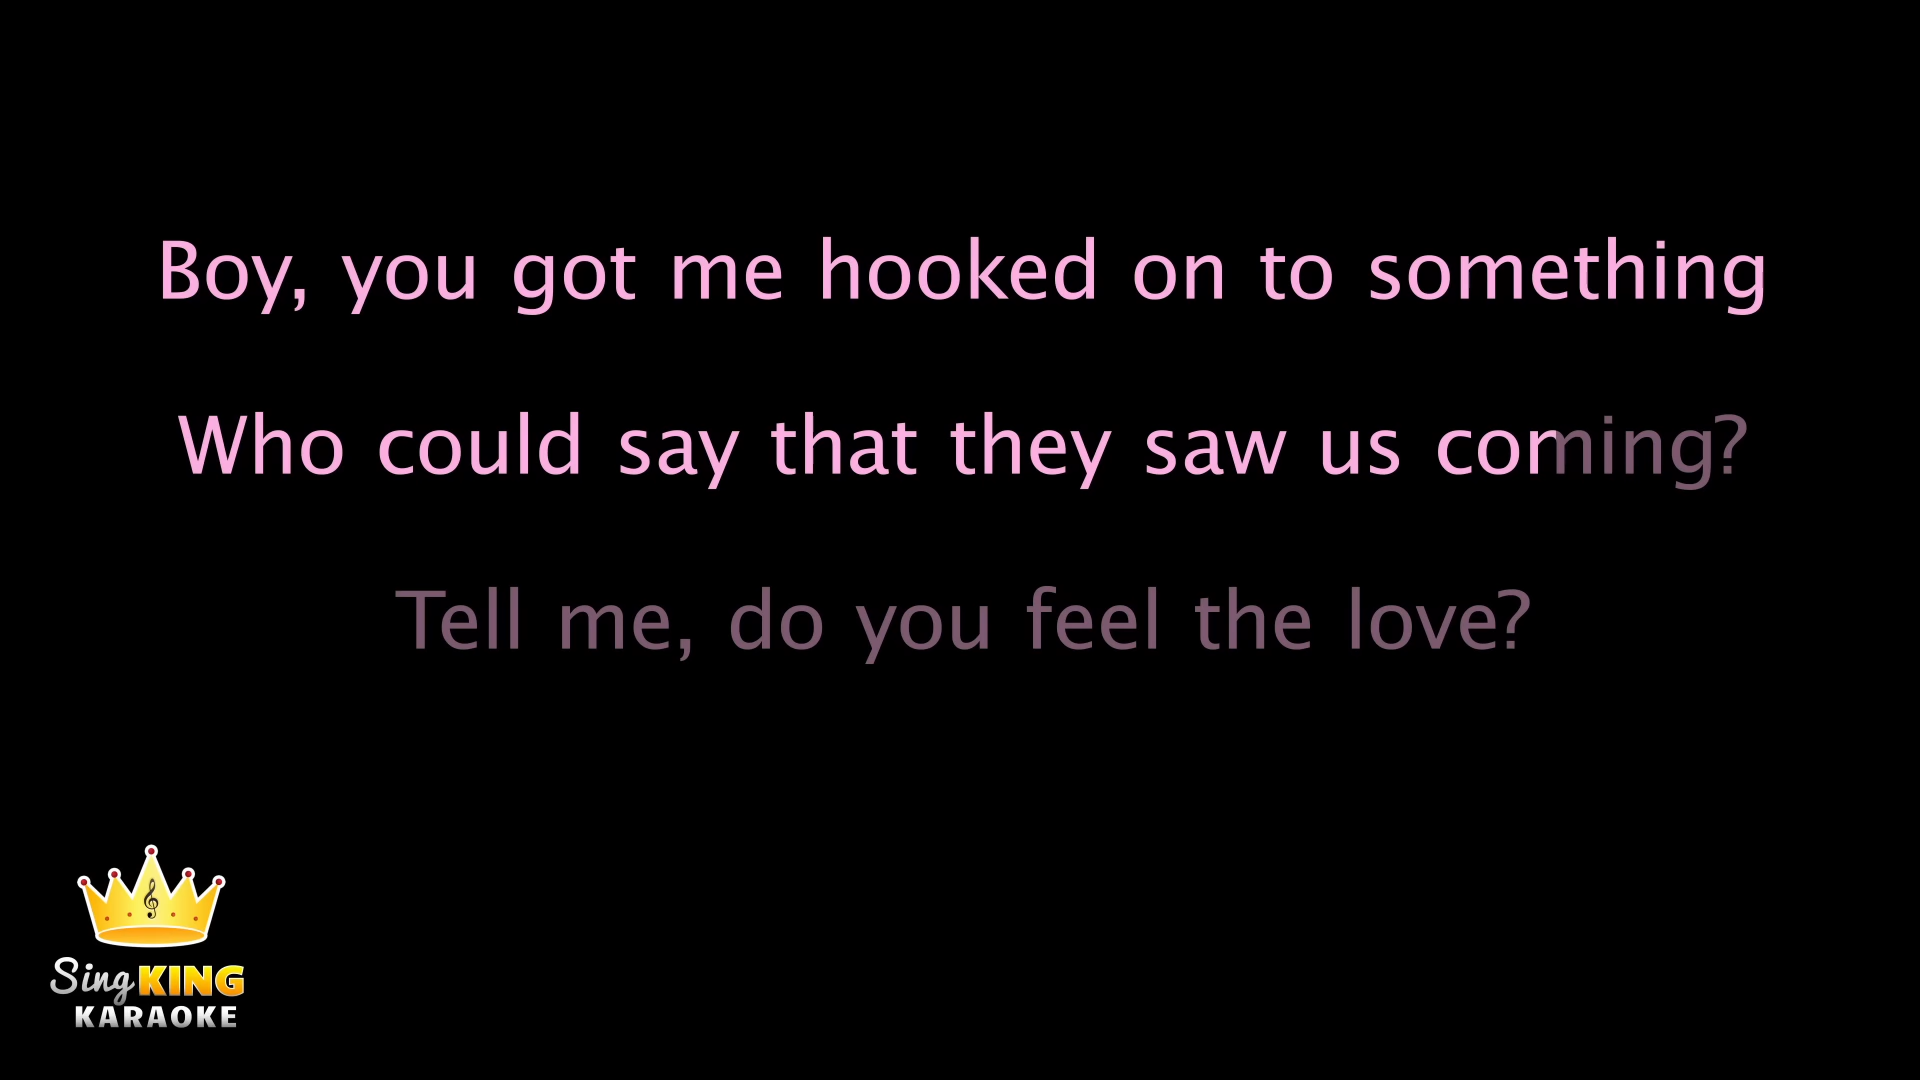 Boy, you got me hooked on to something
Who could say that they saw us coming?
Tell me, do you feel the love?
Sing KING
KARAOKE